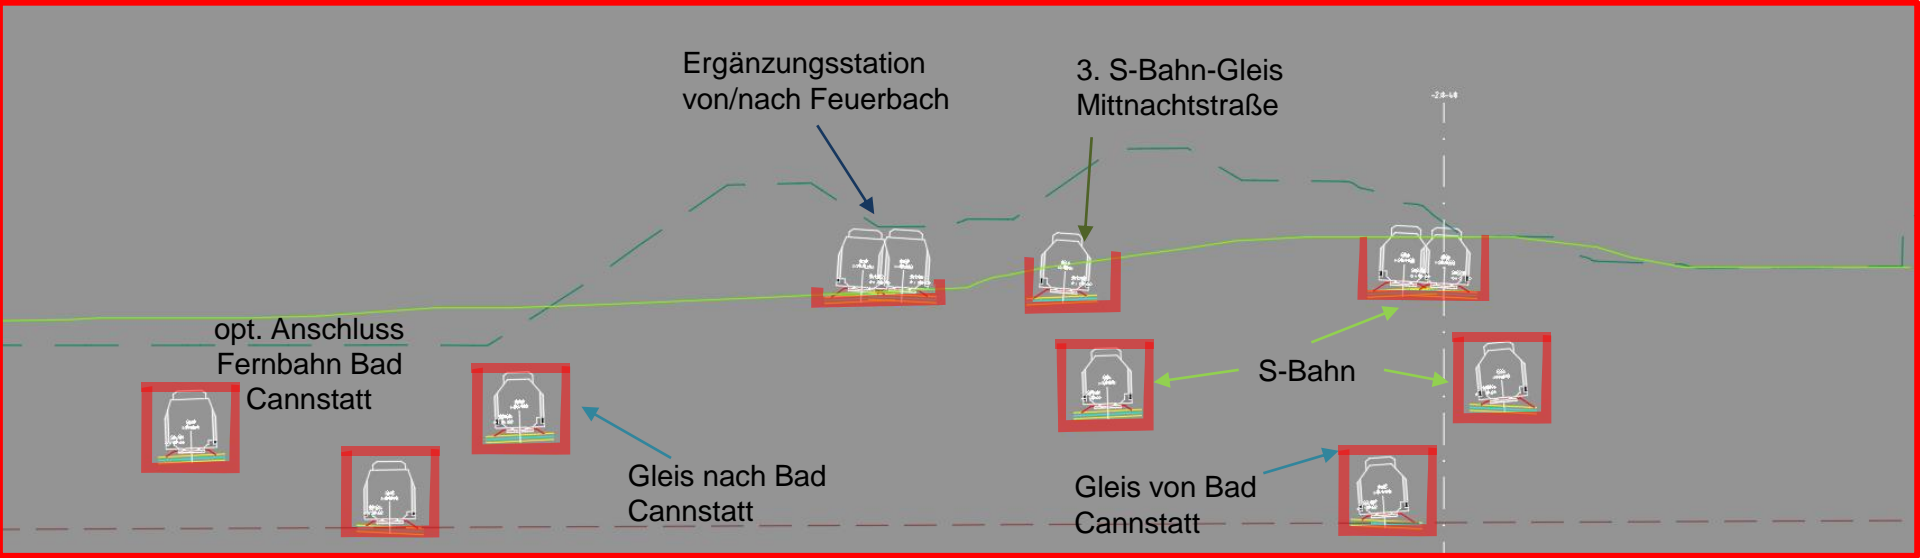 Ergänzungsstation
von/nach Feuerbach
3. S-Bahn-Gleis
Mittnachtstraße
opt. Anschluss
Fernbahn Bad
Cannstatt
S-Bahn
Gleis nach Bad
Cannstatt
Gleis von Bad
Cannstatt